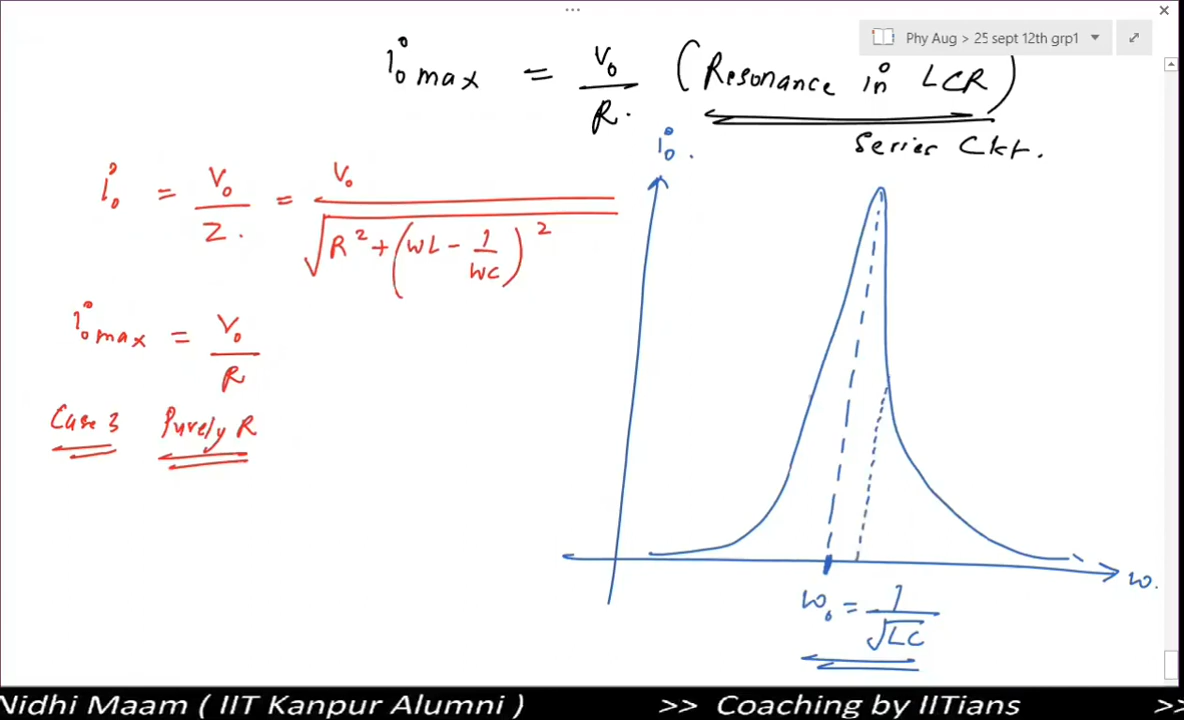 Phy Aug > 25 sept 12th grp1
i₀ max = V₀/R. (Resonance in LCR)
Series Ckt.
i₀ = V₀/Z. = V₀/√(R² + (WL - 1/WC)²)
i₀ max = V₀/R
Case 3 Purely R
i₀.
ω.
ω₀ = 1/√LC
Nidhi Maam ( IIT Kanpur Alumni ) >> Coaching by IITians >>